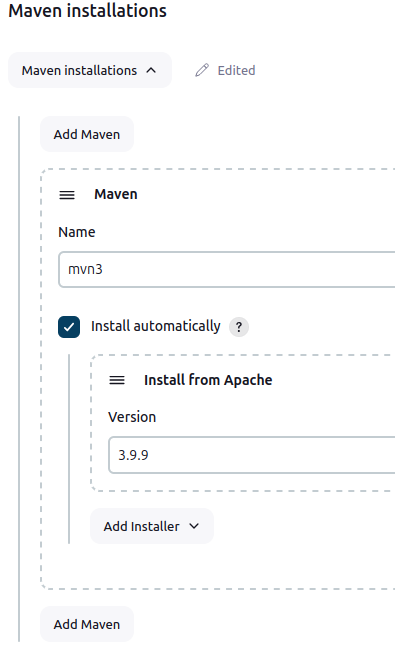 Maven installations
Maven installations
Edited
Add Maven
Maven
Name
mvn3
Install automatically ?
Install from Apache
Version
3.9.9
Add Installer
Add Maven